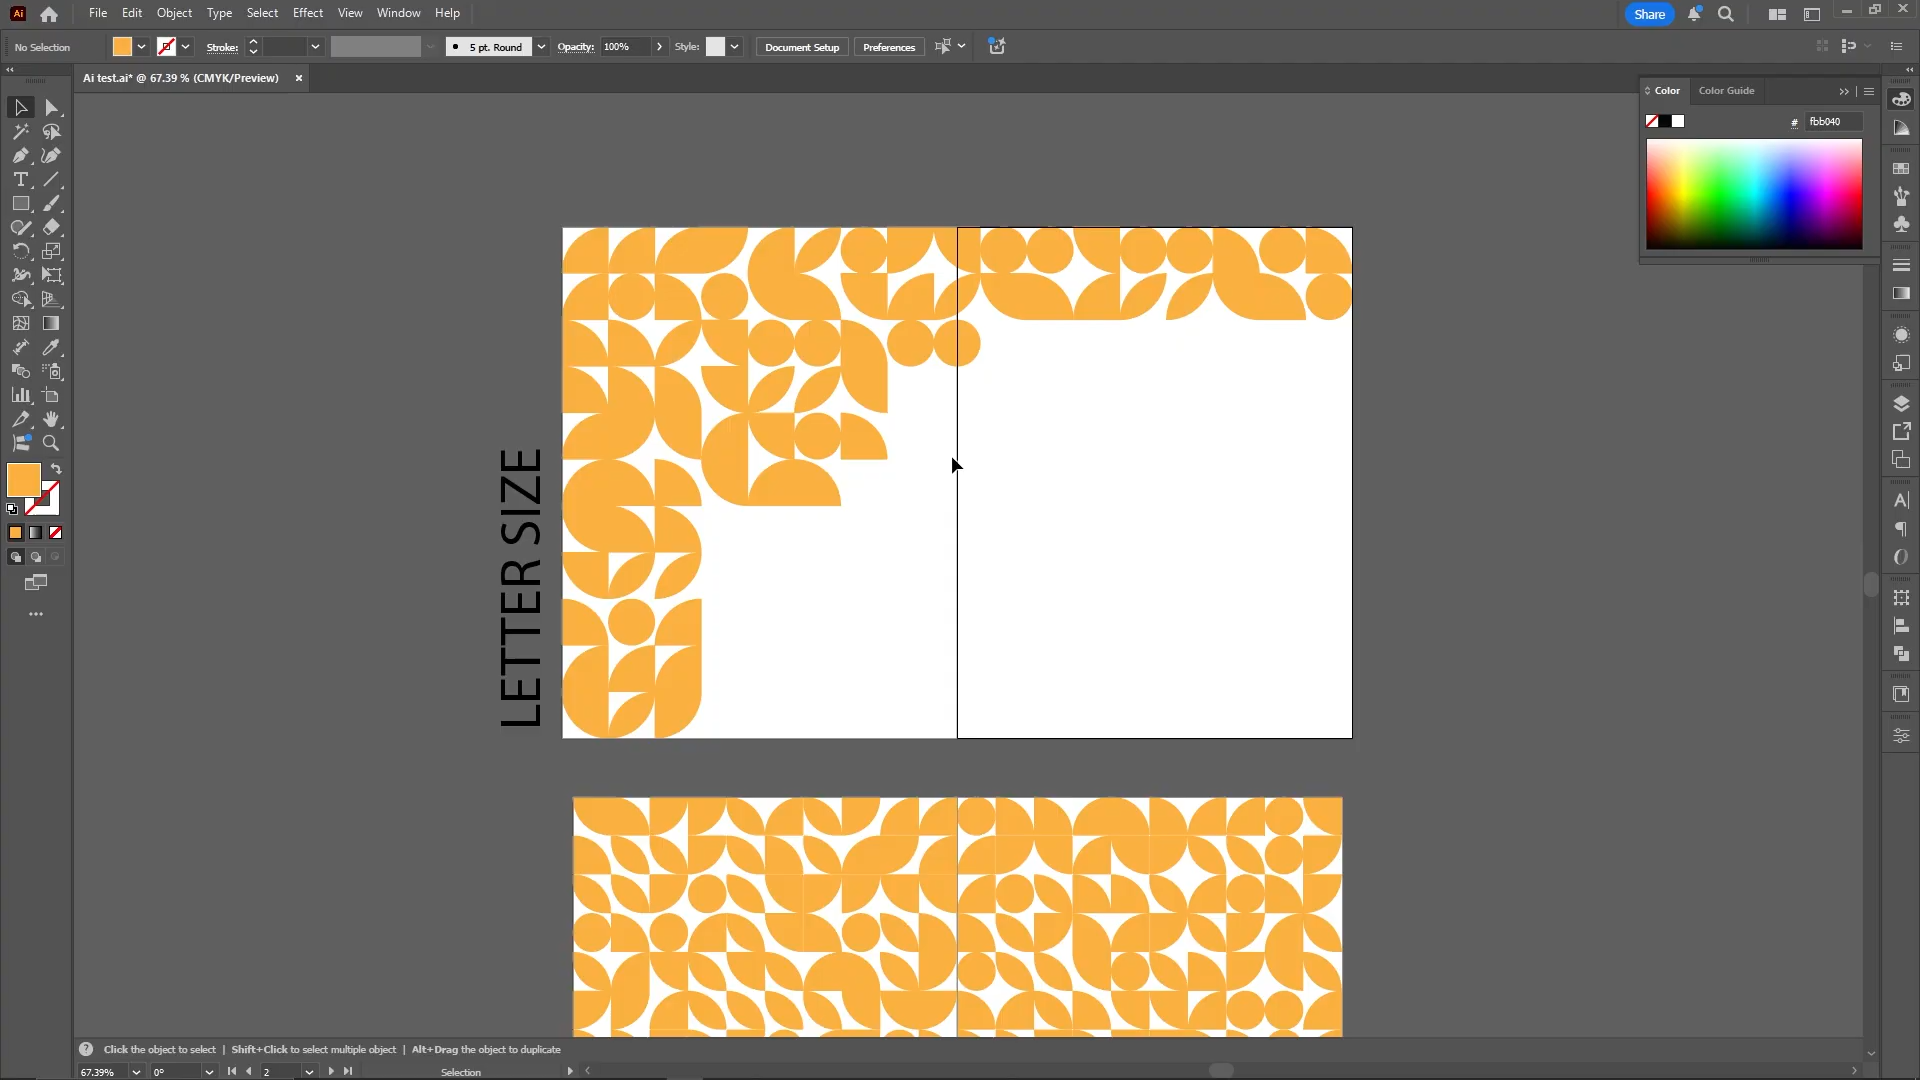 Ai File Edit Object Type Select Effect View Window Help Share
No Selection Stroke: 5 pt. Round Opacity: 100% Style: Document Setup Preferences
Ai test.ai* @ 67.39 % (CMYK/Preview) ×
Color Color Guide
# fbb040
LETTER SIZE
Click the object to select | Shift+Click to select multiple object | Alt+Drag the object to duplicate
67.39% 0° 2 Selection